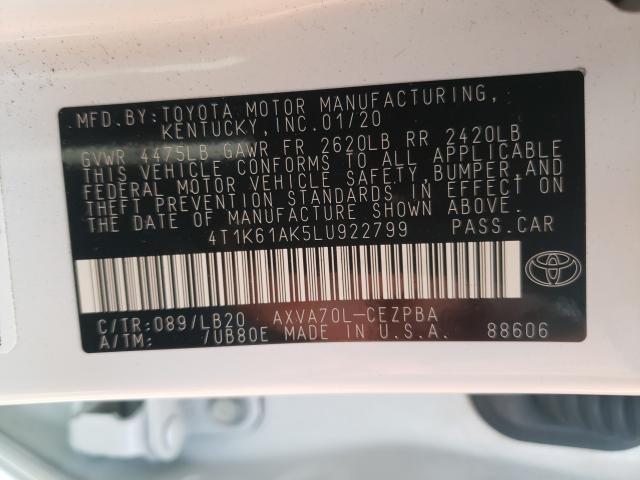 MFD.BY: TOYOTA MOTOR MANUFACTURING,
KENTUCKY, INC. 01/20
GVWR 4475LB GAWR FR 2620LB RR 2420LB
THIS VEHICLE CONFORMS TO ALL APPLICABLE
FEDERAL MOTOR VEHICLE SAFETY, BUMPER, AND
THEFT PREVENTION STANDARDS IN EFFECT ON
THE DATE OF MANUFACTURE SHOWN ABOVE.
4T1K61AK5LU922799 PASS.CAR
C/TR: 089/LB20 AXVA70L-CEZPBA
A/TM: 7UB80E MADE IN U.S.A. 88606